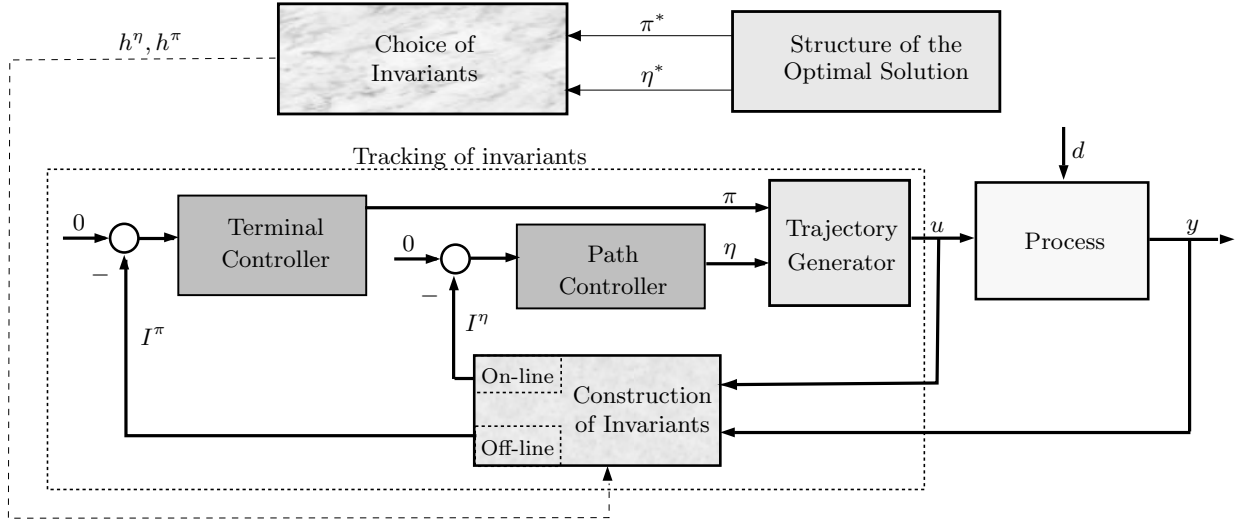 h^η, h^π
Choice of
Invariants
π*
η*
Structure of the
Optimal Solution
Tracking of invariants
d
0
−
Terminal
Controller
π
0
−
Path
Controller
η
Trajectory
Generator
u
Process
y
I^π
I^η
On-line
Off-line
Construction
of Invariants